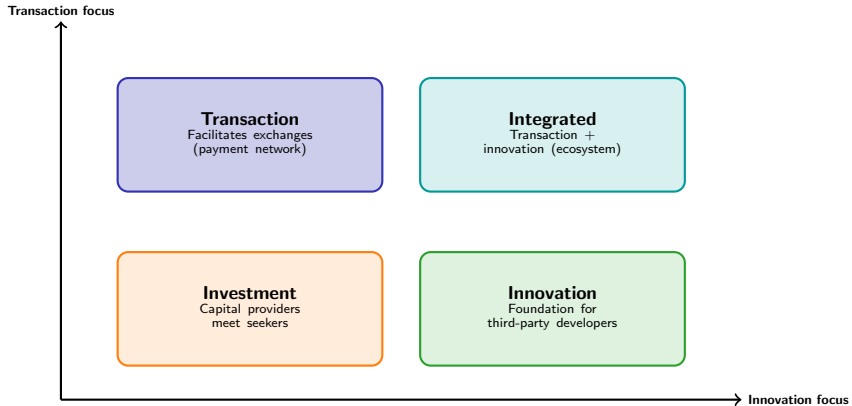 Transaction focus
Transaction
Facilitates exchanges
(payment network)
Integrated
Transaction +
innovation (ecosystem)
Investment
Capital providers
meet seekers
Innovation
Foundation for
third-party developers
Innovation focus